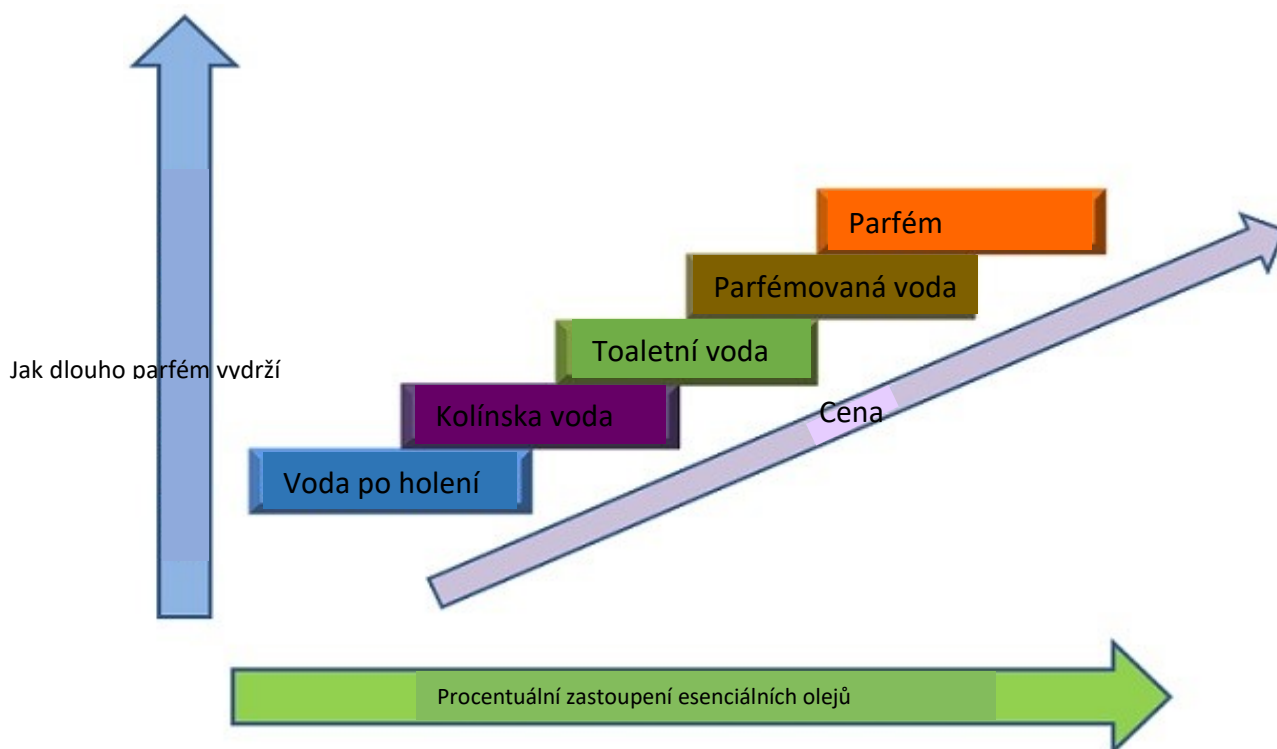 Parfém
Parfémovaná voda
Toaletní voda
Jak dlouho parfém vydrží
Kolínska voda
Cena
Voda po holení
Procentuální zastoupení esenciálních olejů